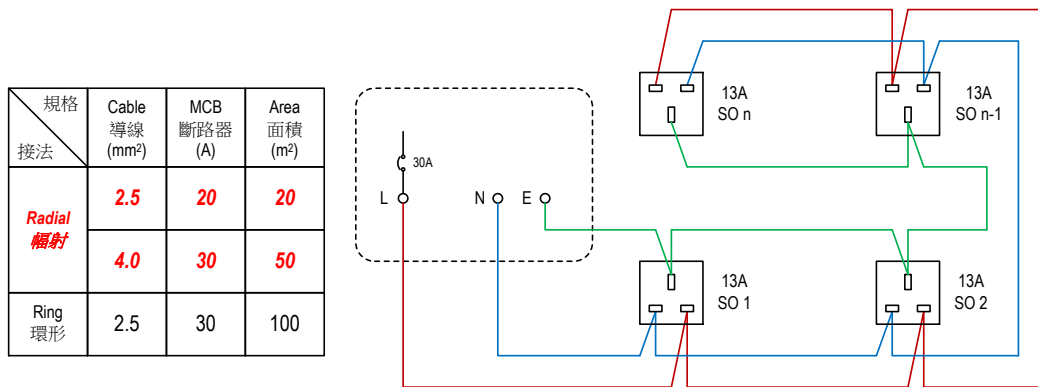 規格
接法
Cable
導線
(mm²)
MCB
斷路器
(A)
Area
面積
(m²)
Radial
輻射
2.5
20
20
4.0
30
50
Ring
環形
2.5
30
100
30A
L
N
E
13A
SO n
13A
SO n-1
13A
SO 1
13A
SO 2